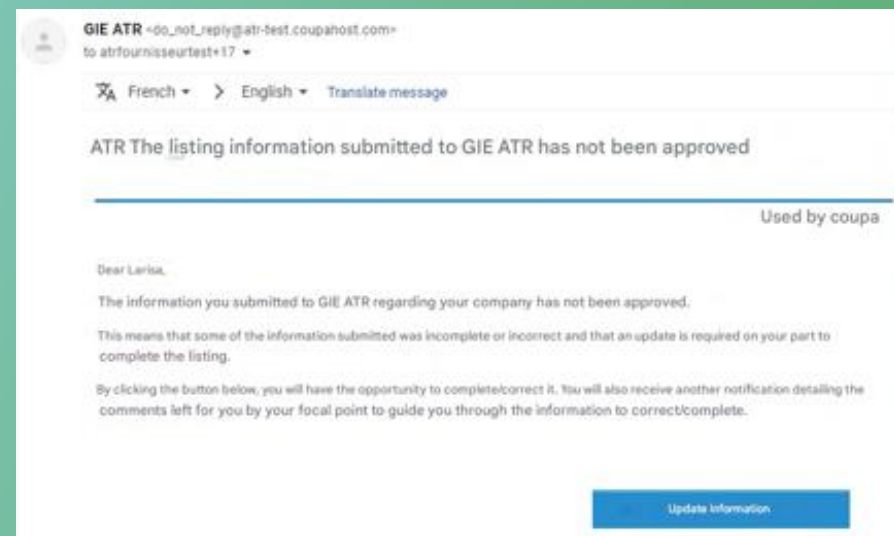 GIE ATR <do_not_reply@atr-test.coupahost.com>
to atrfournisseurtest+17
French > English Translate message
ATR The listing information submitted to GIE ATR has not been approved
Used by coupa
Dear Larisa,
The information you submitted to GIE ATR regarding your company has not been approved.
This means that some of the information submitted was incomplete or incorrect and that an update is required on your part to
complete the listing.
By clicking the button below, you will have the opportunity to complete/correct it. You will also receive another notification detailing the
comments left for you by your focal point to guide you through the information to correct/complete.
Update Information